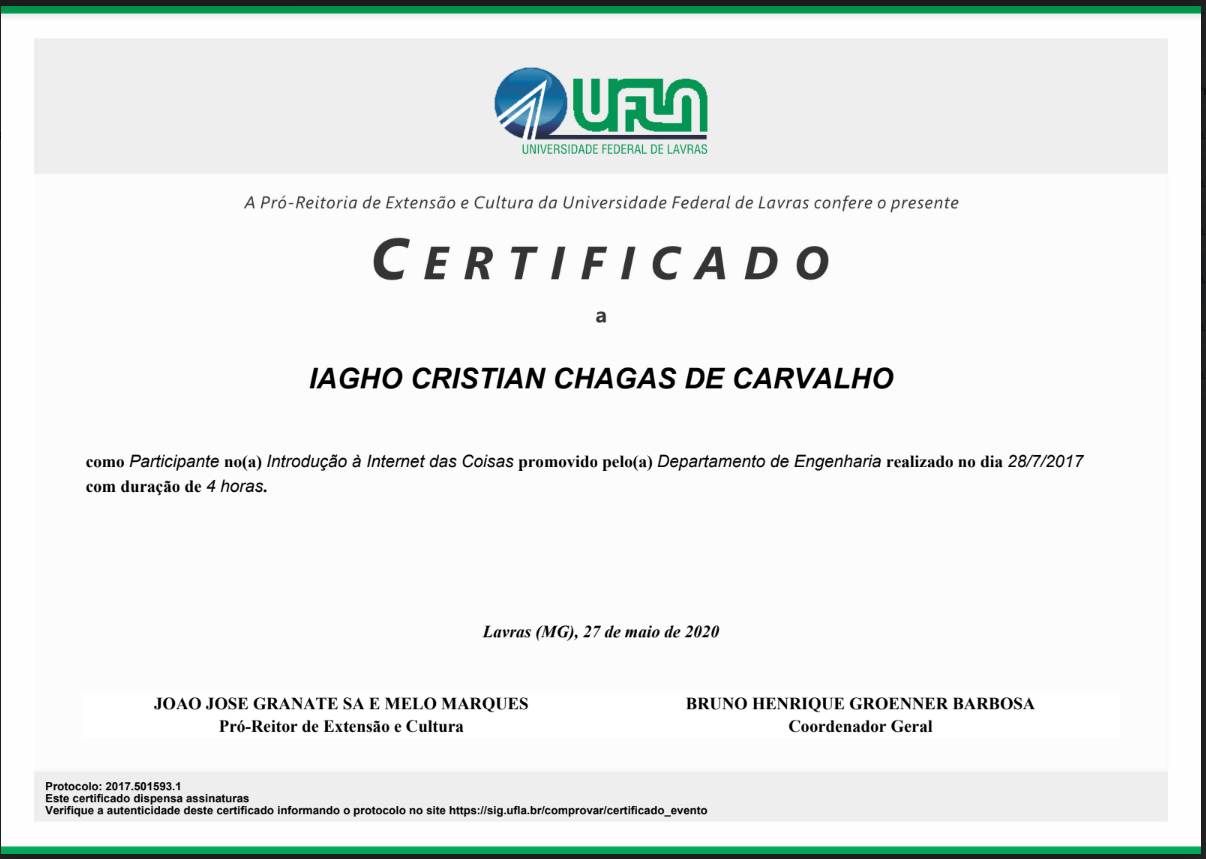 UFLA
UNIVERSIDADE FEDERAL DE LAVRAS
A Pró-Reitoria de Extensão e Cultura da Universidade Federal de Lavras confere o presente
CERTIFICADO
a
IAGHO CRISTIAN CHAGAS DE CARVALHO
como Participante no(a) Introdução à Internet das Coisas promovido pelo(a) Departamento de Engenharia realizado no dia 28/7/2017
com duração de 4 horas.
Lavras (MG), 27 de maio de 2020
JOAO JOSE GRANATE SA E MELO MARQUES
Pró-Reitor de Extensão e Cultura
BRUNO HENRIQUE GROENNER BARBOSA
Coordenador Geral
Protocolo: 2017.501593.1
Este certificado dispensa assinaturas
Verifique a autenticidade deste certificado informando o protocolo no site https://sig.ufla.br/comprovar/certificado_evento